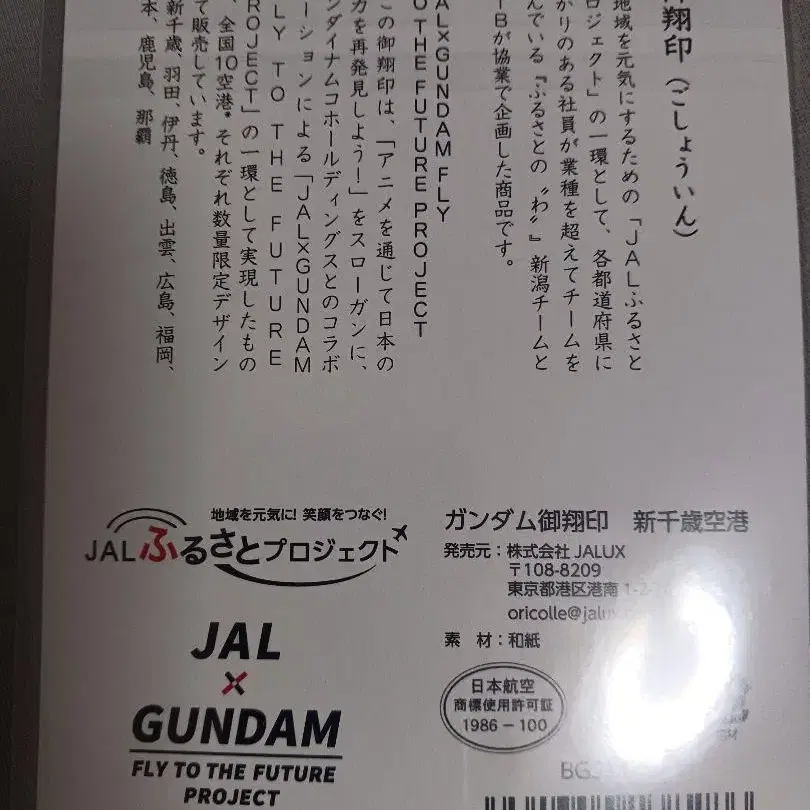 御翔印（ごしょういん）
地域を元気にするための「JALふるさと
ロジェクト」の一環として、各都道府県に
かりのある社員が業種を超えてチームを
んでいる『ふるさとの〝わ〟』新潟チームと
Bが協業で企画した商品です。
AL×GUNDAM FLY
O THE FUTURE PROJECT
この御翔印は、「アニメを通じて日本の
力を再発見しよう！」をスローガンに、
ンダイナムコホールディングスとのコラボ
ーションによる「JAL×GUNDAM
LY TO THE FUTURE
ROJECT」の一環として実現したもの
、全国10空港*それぞれ数量限定デザイン
て販売しています。
新千歳、羽田、伊丹、徳島、出雲、広島、福岡、
本、鹿児島、那覇
地域を元気に！笑顔をつなぐ！
JALふるさとプロジェクト
JAL
×
GUNDAM
FLY TO THE FUTURE
PROJECT
ガンダム御翔印 新千歳空港
発売元：株式会社 JALUX
〒108-8209
東京都港区港南 1-2-
oricolle@jalux
素 材：和紙
日本航空
商標使用許可証
1986－100